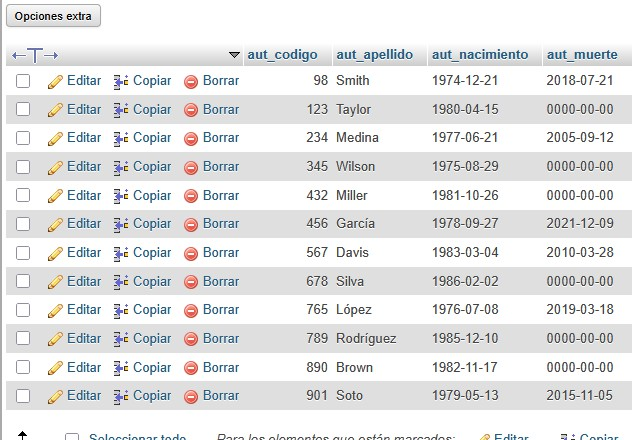 Opciones extra
aut_codigo aut_apellido aut_nacimiento aut_muerte
Editar Copiar Borrar 98 Smith 1974-12-21 2018-07-21
Editar Copiar Borrar 123 Taylor 1980-04-15 0000-00-00
Editar Copiar Borrar 234 Medina 1977-06-21 2005-09-12
Editar Copiar Borrar 345 Wilson 1975-08-29 0000-00-00
Editar Copiar Borrar 432 Miller 1981-10-26 0000-00-00
Editar Copiar Borrar 456 García 1978-09-27 2021-12-09
Editar Copiar Borrar 567 Davis 1983-03-04 2010-03-28
Editar Copiar Borrar 678 Silva 1986-02-02 0000-00-00
Editar Copiar Borrar 765 López 1976-07-08 2019-03-18
Editar Copiar Borrar 789 Rodríguez 1985-12-10 0000-00-00
Editar Copiar Borrar 890 Brown 1982-11-17 0000-00-00
Editar Copiar Borrar 901 Soto 1979-05-13 2015-11-05
Seleccionar todo Para los elementos que están marcados: Editar Copiar